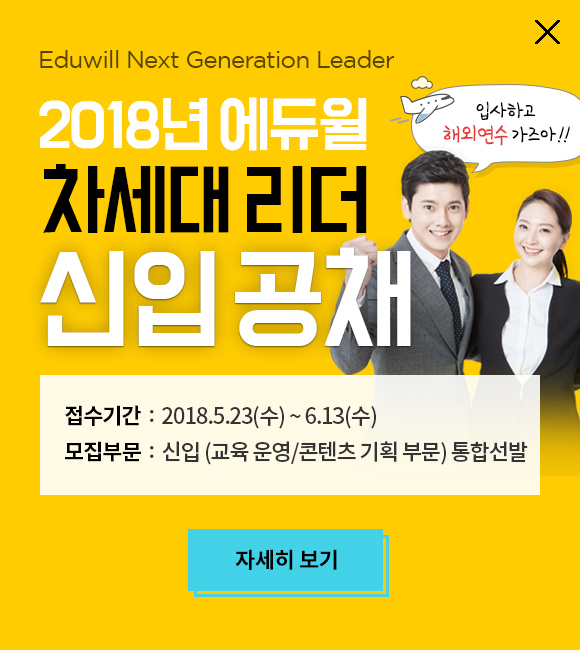 Eduwill Next Generation Leader
2018년 에듀윌
차세대 리더
신입 공채
입사하고
해외연수 가즈아!!
접수기간 : 2018.5.23(수) ~ 6.13(수)
모집부문 : 신입 (교육 운영/콘텐츠 기획 부문) 통합선발
자세히 보기